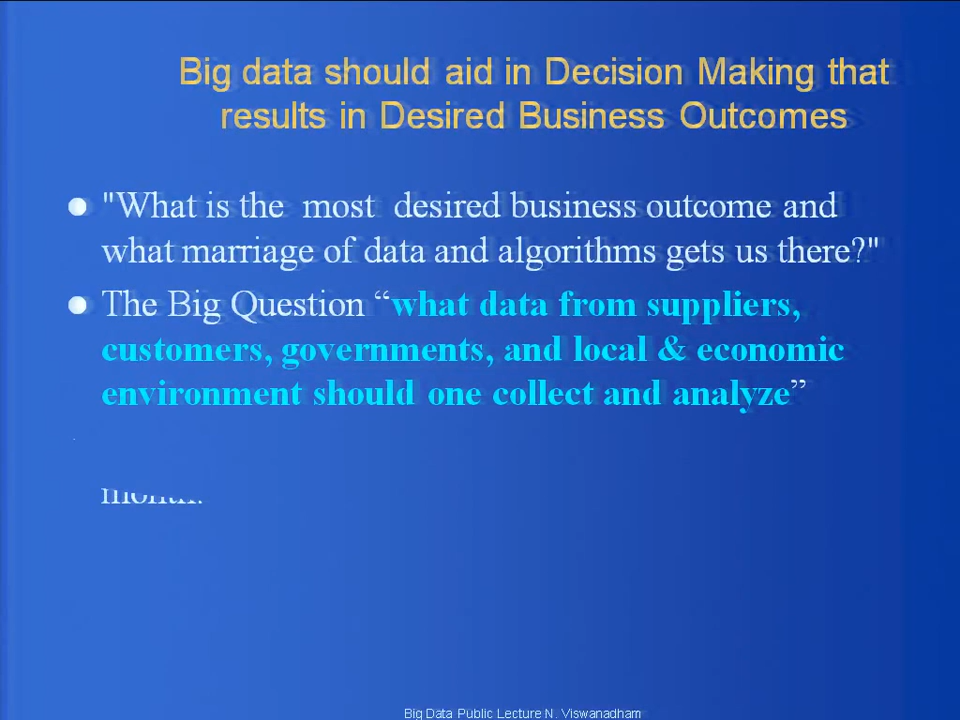 Big data should aid in Decision Making that
results in Desired Business Outcomes
"What is the most desired business outcome and
what marriage of data and algorithms gets us there?"
The Big Question “what data from suppliers,
customers, governments, and local & economic
environment should one collect and analyze”
Big Data Public Lecture N. Viswanadham